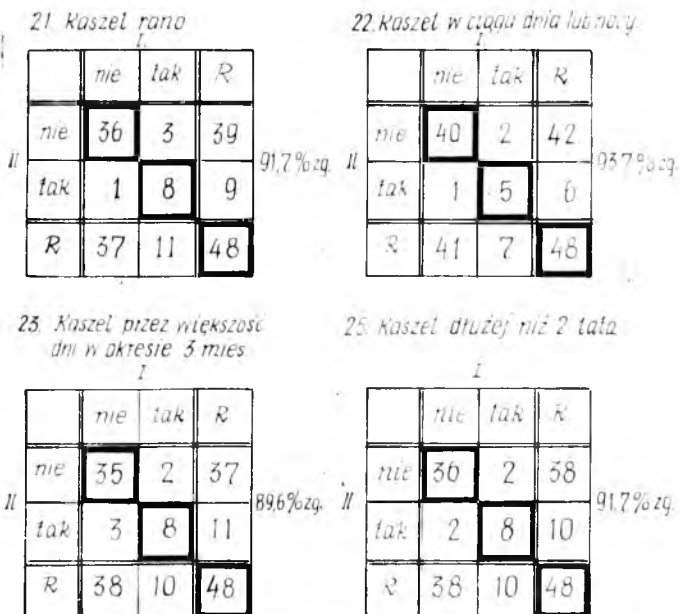 21. Kaszel rano
I
nie tak R
nie 36 3 39
II tak 1 8 9 91,7% zg.
R 37 11 48
22. Kaszel w ciągu dnia lub nocy
I
nie tak R
nie 40 2 42
II tak 1 5 6 93,7% zg.
R 41 7 48
23. Kaszel przez większość
dni w okresie 3 mies.
I
nie tak R
nie 35 2 37
II tak 3 8 11 89,6% zg.
R 38 10 48
25. Kaszel dłużej niż 2 lata
I
nie tak R
nie 36 2 38
II tak 2 8 10 91,7% zg.
R 38 10 48